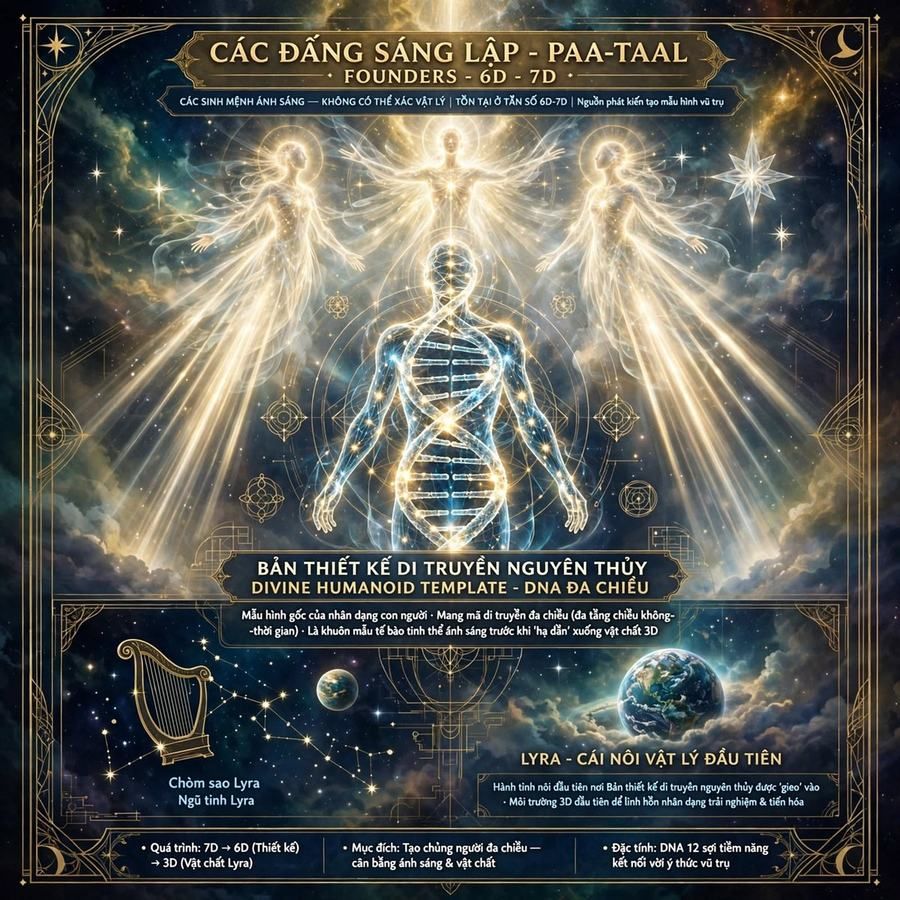 CÁC ĐẤNG SÁNG LẬP - PAA-TAAL
FOUNDERS - 6D - 7D
CÁC SINH MỆNH ÁNH SÁNG — KHÔNG CÓ THỂ XÁC VẬT LÝ | TỒN TẠI Ở TẦN SỐ 6D-7D | Nguồn phát kiến tạo mẫu hình vũ trụ
BẢN THIẾT KẾ DI TRUYỀN NGUYÊN THỦY
DIVINE HUMANOID TEMPLATE - DNA ĐA CHIỀU
Mẫu hình gốc của nhân dạng con người · Mang mã di truyền đa chiều (đa tầng chiều không-
-thời gian) · Là khuôn mẫu tế bào tinh thể ánh sáng trước khi 'hạ dẫn' xuống vật chất 3D
Chòm sao Lyra
Ngũ tinh Lyra
LYRA - CÁI NÔI VẬT LÝ ĐẦU TIÊN
Hành tinh nôi đầu tiên nơi Bản thiết kế di truyền nguyên thủy được 'gieo' vào
· Môi trường 3D đầu tiên để linh hồn nhân dạng trải nghiệm & tiến hóa
• Quá trình: 7D → 6D (Thiết kế)
→ 3D (Vật chất Lyra)
• Mục đích: Tạo chủng người đa chiều —
cân bằng ánh sáng & vật chất
• Đặc tính: DNA 12 sợi tiềm năng
kết nối với ý thức vũ trụ